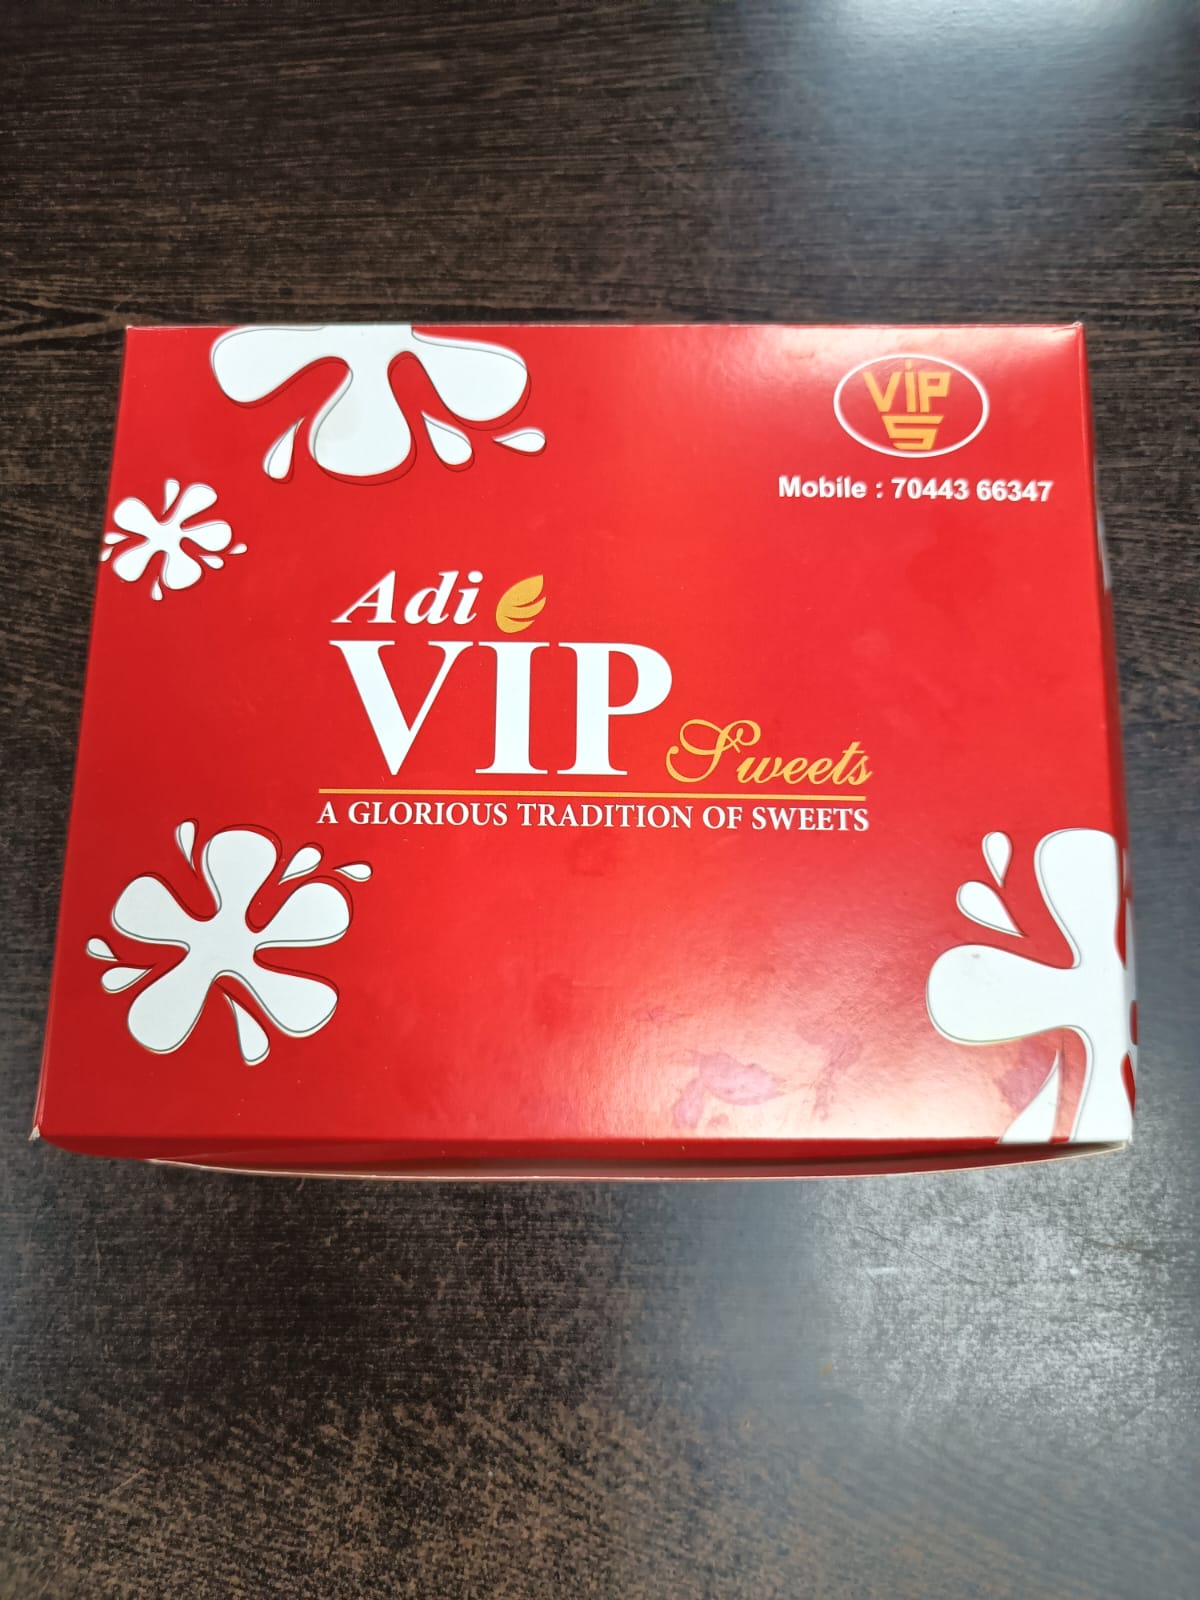 VIP
S
Mobile : 70443 66347
Adi
VIP Sweets
A GLORIOUS TRADITION OF SWEETS